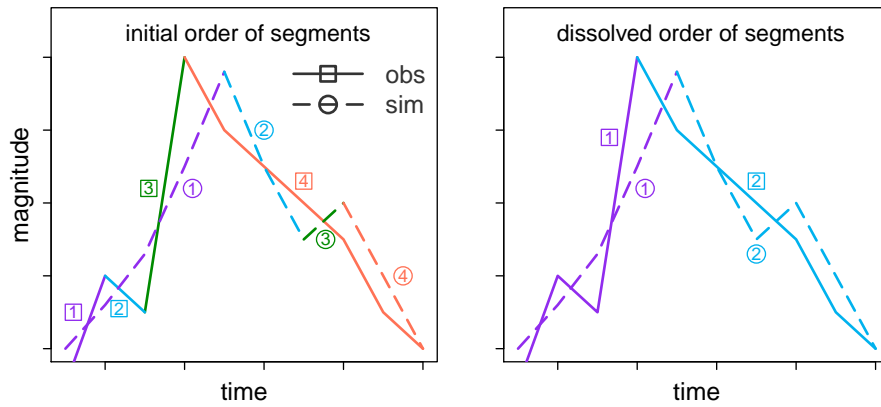 initial order of segments
obs
sim
magnitude
1
2
3
1
2
4
3
4
time
dissolved order of segments
1
1
2
2
time